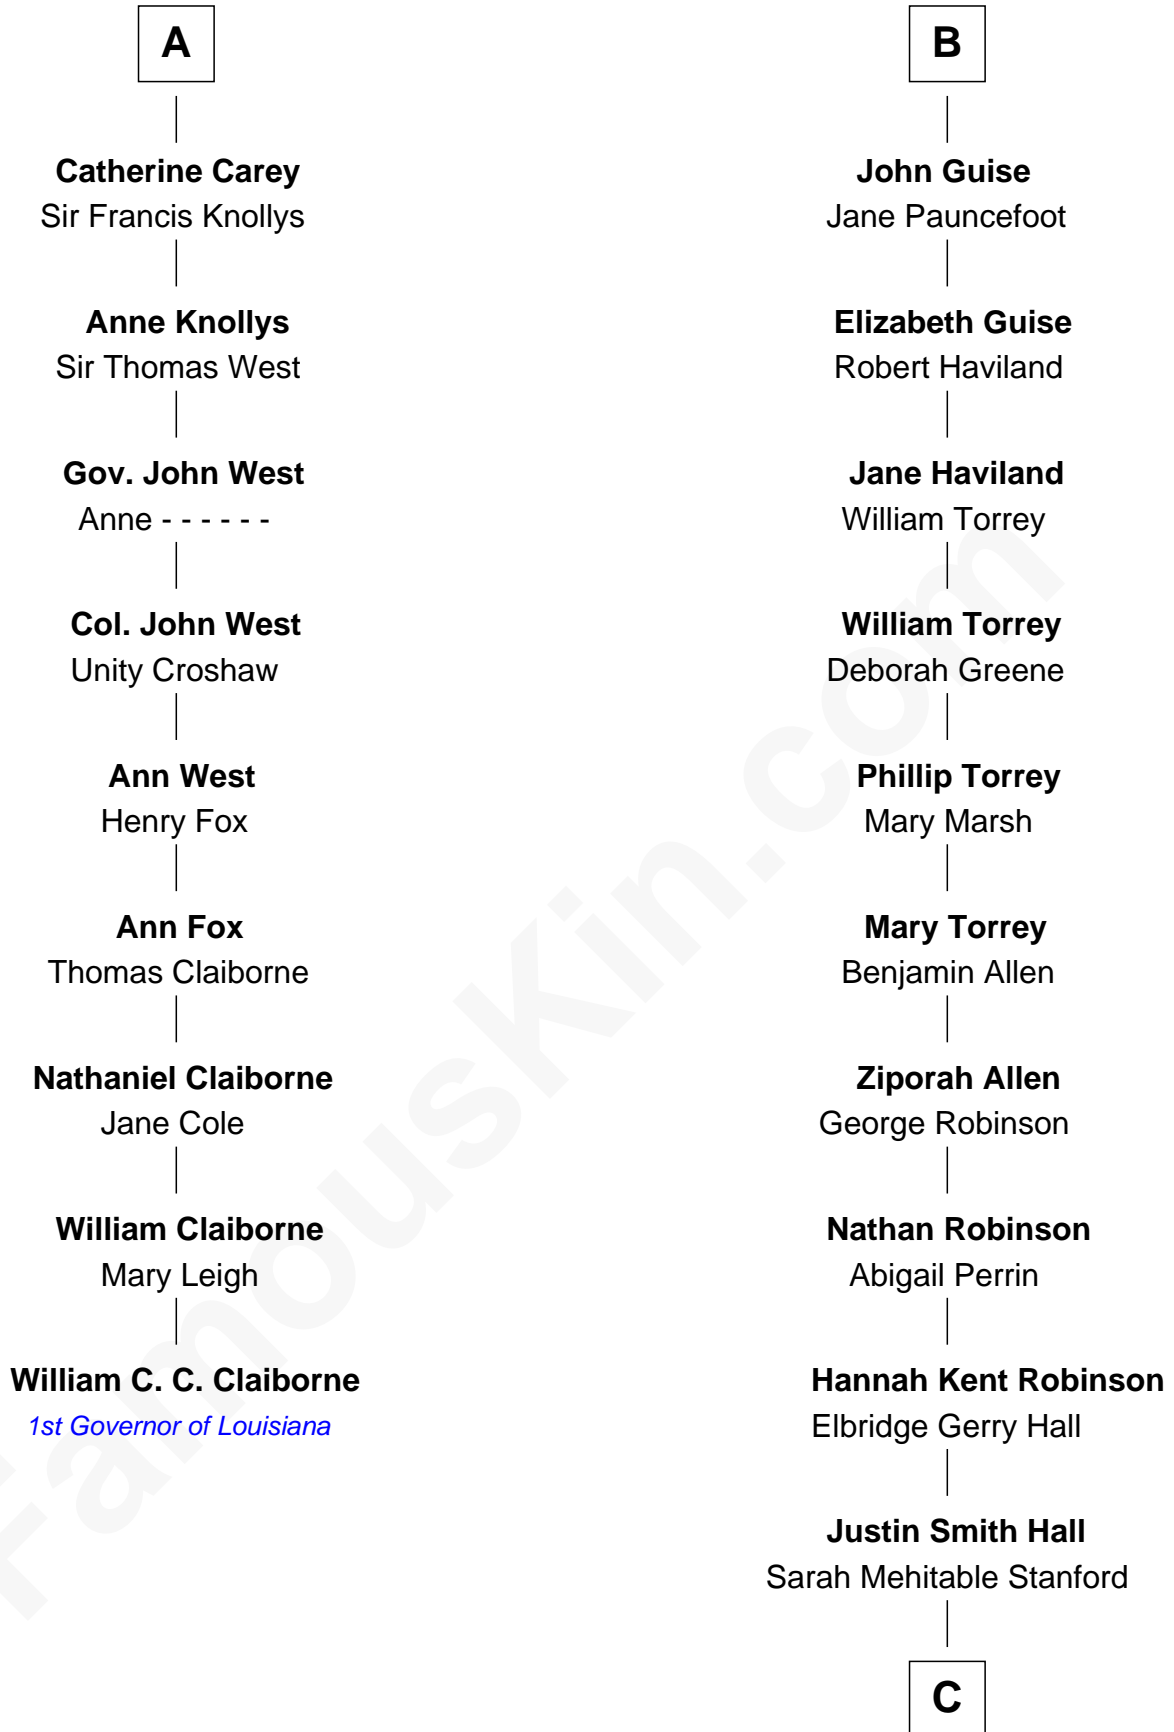 A
Catherine Carey
Sir Francis Knollys
Anne Knollys
Sir Thomas West
Gov. John West
Anne - - - - - -
Col. John West
Unity Croshaw
Ann West
Henry Fox
Ann Fox
Thomas Claiborne
Nathaniel Claiborne
Jane Cole
William Claiborne
Mary Leigh
William C. C. Claiborne
1st Governor of Louisiana
B
John Guise
Jane Pauncefoot
Elizabeth Guise
Robert Haviland
Jane Haviland
William Torrey
William Torrey
Deborah Greene
Phillip Torrey
Mary Marsh
Mary Torrey
Benjamin Allen
Ziporah Allen
George Robinson
Nathan Robinson
Abigail Perrin
Hannah Kent Robinson
Elbridge Gerry Hall
Justin Smith Hall
Sarah Mehitable Stanford
C
FamousKin.com